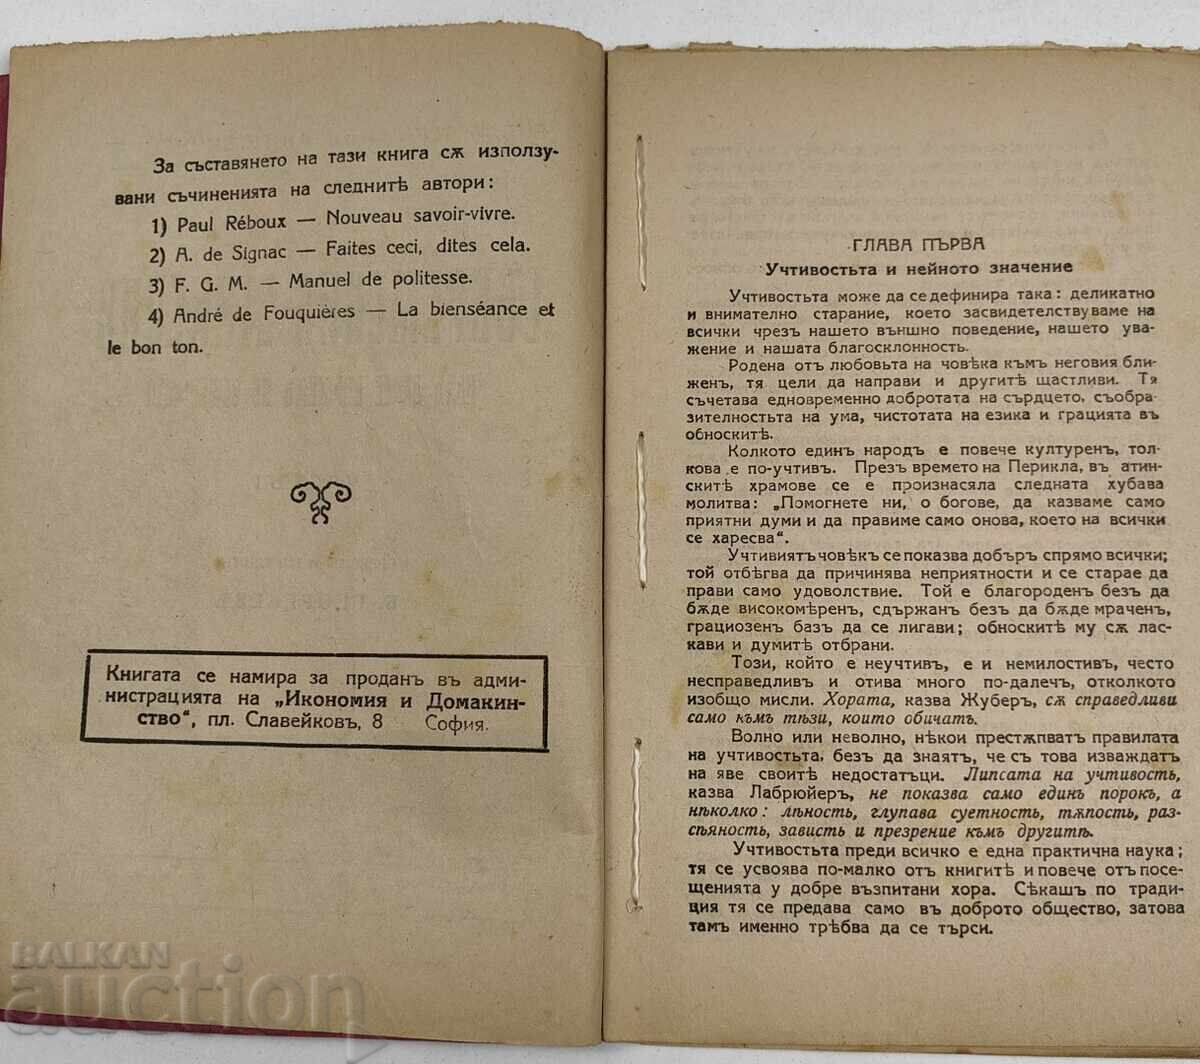 За съставянето на тази книга сѫ използу-
вани съчиненията на следнитѣ автори:
1) Paul Réboux — Nouveau savoir-vivre.
2) A. de Signac — Faites ceci, dites cela.
3) F. G. M. — Manuel de politesse.
4) André de Fouquières — La bienséance et
le bon ton.
Книгата се намира за проданъ въ адми-
нистрацията на „Икономия и Домакин-
ство“, пл. Славейковъ, 8 София.
ГЛАВА ПЪРВА
Учтивостьта и нейното значение
Учтивостьта може да се дефинира така: деликатно
и внимателно старание, което засвидетелствуваме на
всички чрезъ нашето външно поведение, нашето ува-
жение и нашата благосклонность.
Родена отъ любовьта на човѣка къмъ неговия бли-
женъ, тя цели да направи и другитѣ щастливи. Тя
съчетава едновременно добротата на сърдцето, съобра-
зителностьта на ума, чистотата на езика и грацията въ
обноскитѣ.
Колкото единъ народъ е повече културенъ, тол-
кова е по-учтивъ. Презъ времето на Перикла, въ атин-
скитѣ храмове се е произнасяла следната хубава
молитва: „Помогнете ни, о богове, да казваме само
приятни думи и да правиме само онова, което на всички
се харесва“.
Учтивиятъ човѣкъ се показва добъръ спрямо всички;
той отбѣгва да причинява неприятности и се старае да
прави само удоволствие. Той е благороденъ безъ да
бѫде високомѣренъ, сдържанъ безъ да бѫде мраченъ,
грациозенъ базъ да се лигави; обноскитѣ му сѫ лас-
кави и думитѣ отбрани.
Този, който е неучтивъ, е и немилостивъ, често
несправедливъ и отива много по-далечъ, отколкото
изобщо мисли. Хората, казва Жуберъ, сѫ справедливи
само къмъ тѣзи, които обичатъ.
Волно или неволно, нѣкои престѫпватъ правилата
на учтивостьта, безъ да знаятъ, че съ това изваждатъ
на яве своитѣ недостатъци. Липсата на учтивость,
казва Лабрюйеръ, не показва само единъ порокъ, а
нѣколко: лѣность, глупава суетность, тѫпость, раз-
сѣяность, зависть и презрение къмъ другитѣ.
Учтивостьта преди всичко е една практична наука;
тя се усвоява по-малко отъ книгитѣ и повече отъ посе-
щенията у добре възпитани хора. Сѣкашъ по тради-
ция тя се предава само въ доброто общество, затова
тамъ именно трѣбва да се търси.
BALKAN
auction